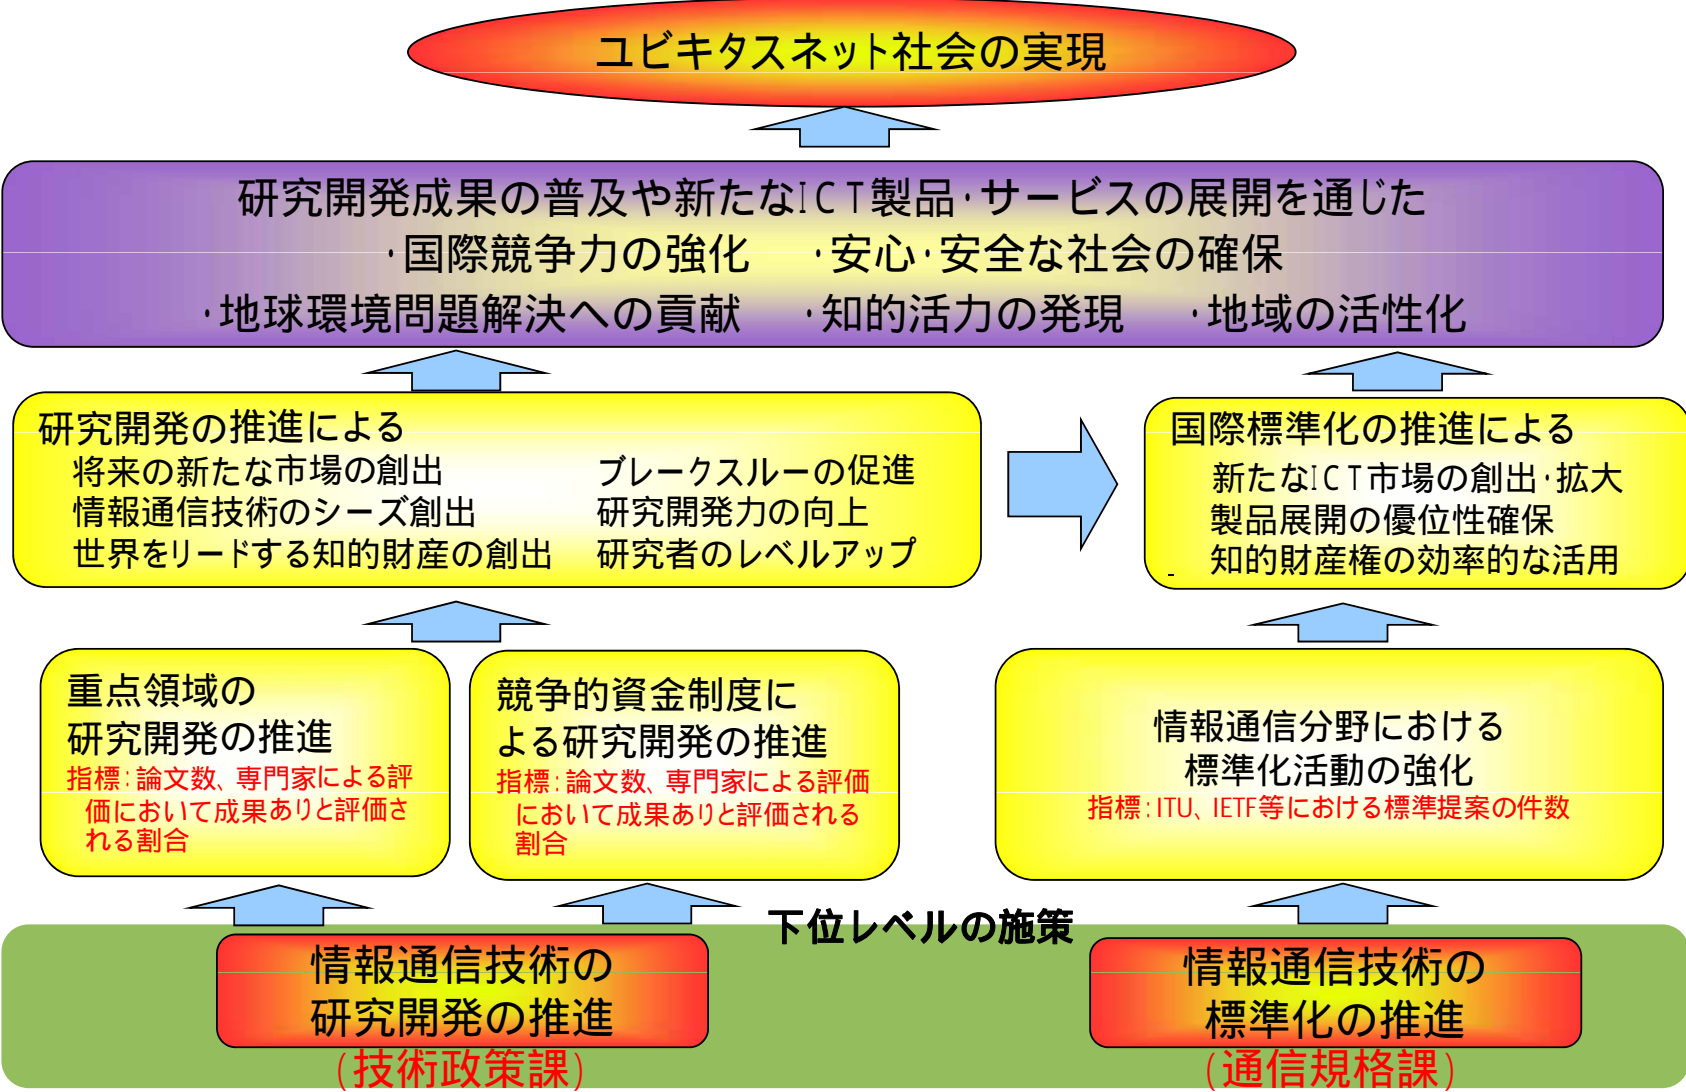 ユビキタスネット社会の実現
研究開発成果の普及や新たなICT製品・サービスの展開を通じた
・国際競争力の強化　・安心・安全な社会の確保
・地球環境問題解決への貢献　・知的活力の発現　・地域の活性化
研究開発の推進による
将来の新たな市場の創出　ブレークスルーの促進
情報通信技術のシーズ創出　研究開発力の向上
世界をリードする知的財産の創出　研究者のレベルアップ
国際標準化の推進による
新たなICT市場の創出・拡大
製品展開の優位性確保
知的財産権の効率的な活用
重点領域の
研究開発の推進
指標：論文数、専門家による評
価において成果ありと評価さ
れる割合
競争的資金制度に
よる研究開発の推進
指標：論文数、専門家による評価
において成果ありと評価される
割合
情報通信分野における
標準化活動の強化
指標：ITU、IETF等における標準提案の件数
下位レベルの施策
情報通信技術の
研究開発の推進
（技術政策課）
情報通信技術の
標準化の推進
（通信規格課）